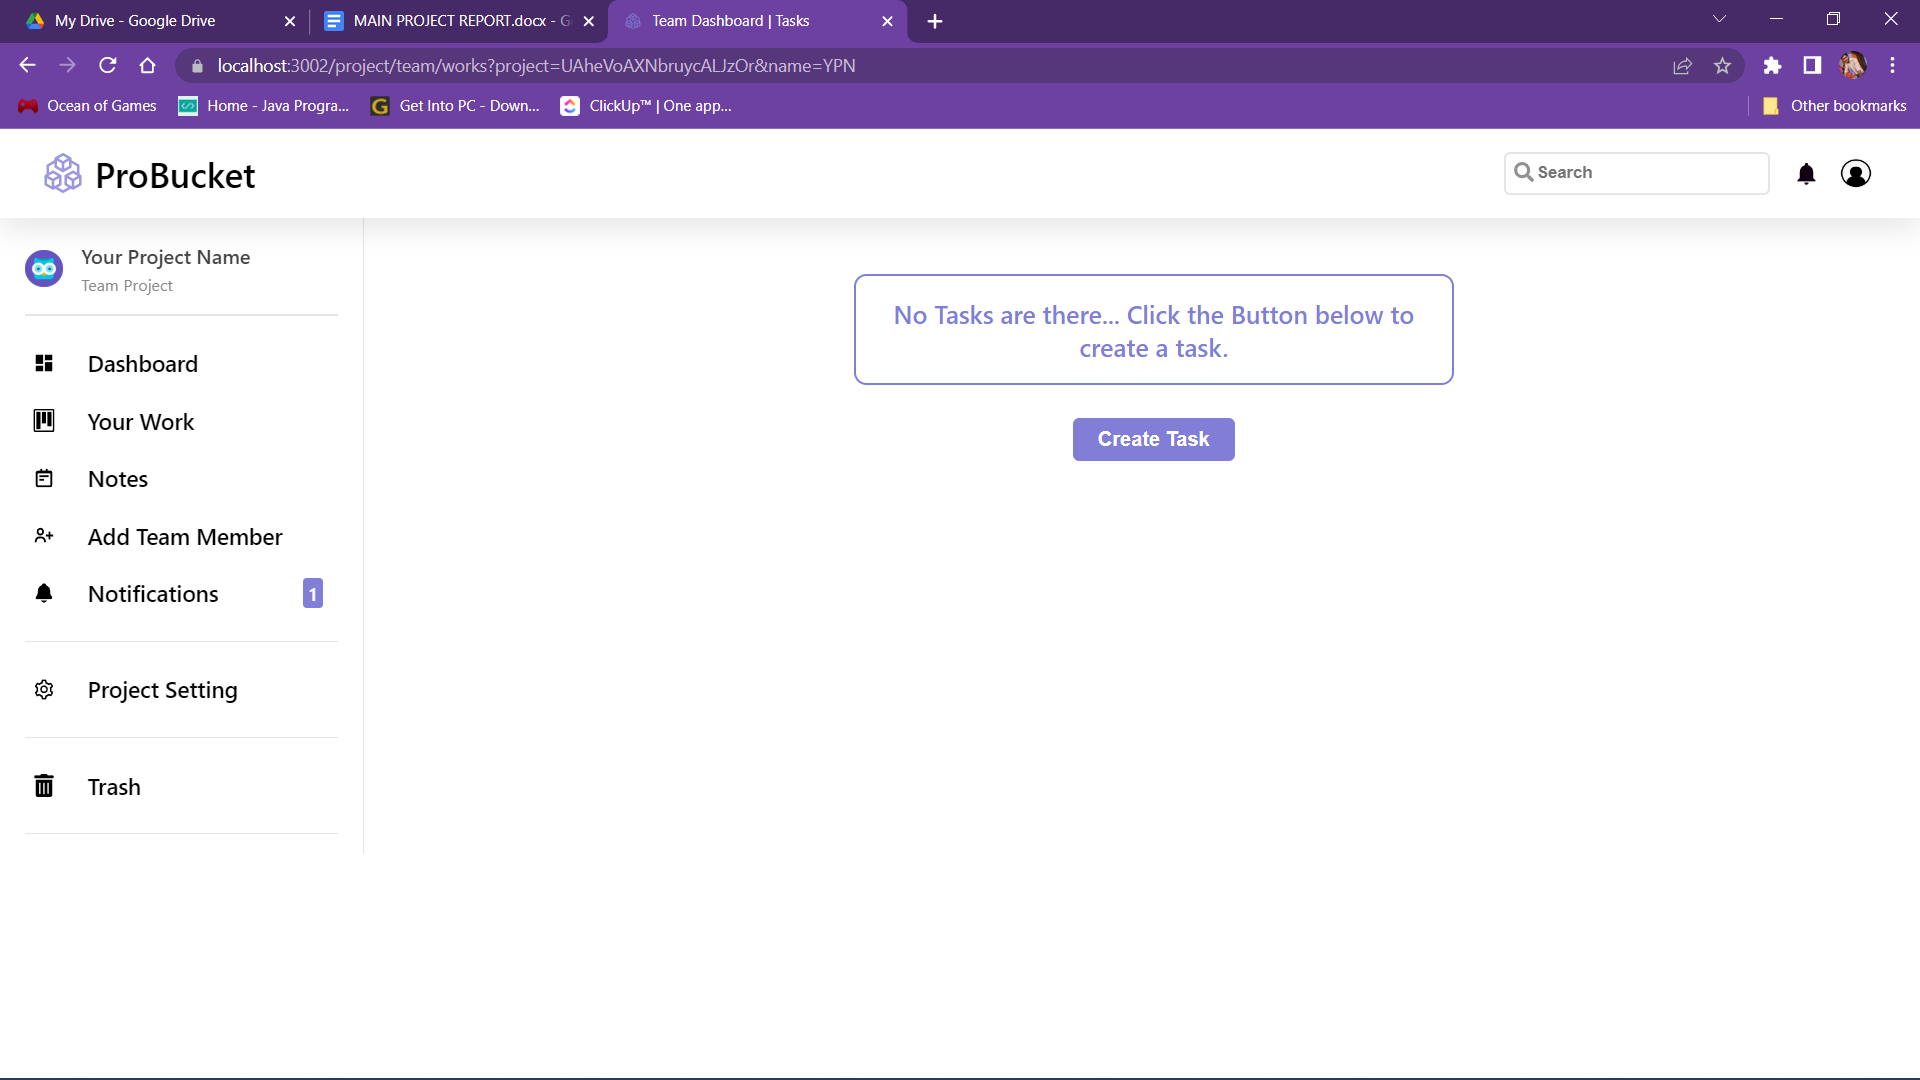 My Drive - Google Drive
MAIN PROJECT REPORT.docx - G
Team Dashboard | Tasks
localhost:3002/project/team/works?project=UAheVoAXNbruycALJzOr&name=YPN
Ocean of Games
Home - Java Progra...
Get Into PC - Down...
ClickUp™ | One app...
Other bookmarks
ProBucket
Search
Your Project Name
Team Project
Dashboard
Your Work
Notes
Add Team Member
Notifications 1
Project Setting
Trash
No Tasks are there... Click the Button below to
create a task.
Create Task